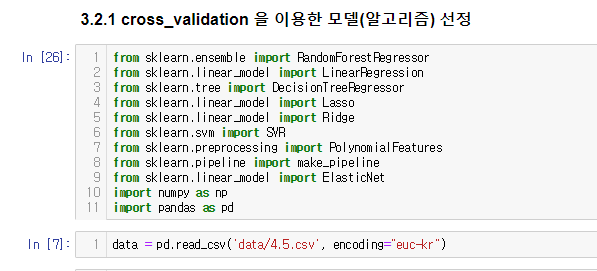 3.2.1 cross_validation 을 이용한 모델(알고리즘) 선정
In [26]:
1 from sklearn.ensemble import RandomForestRegressor
2 from sklearn.linear_model import LinearRegression
3 from sklearn.tree import DecisionTreeRegressor
4 from sklearn.linear_model import Lasso
5 from sklearn.linear_model import Ridge
6 from sklearn.svm import SVR
7 from sklearn.preprocessing import PolynomialFeatures
8 from sklearn.pipeline import make_pipeline
9 from sklearn.linear_model import ElasticNet
10 import numpy as np
11 import pandas as pd
In [7]:
1 data = pd.read_csv('data/4.5.csv', encoding="euc-kr")